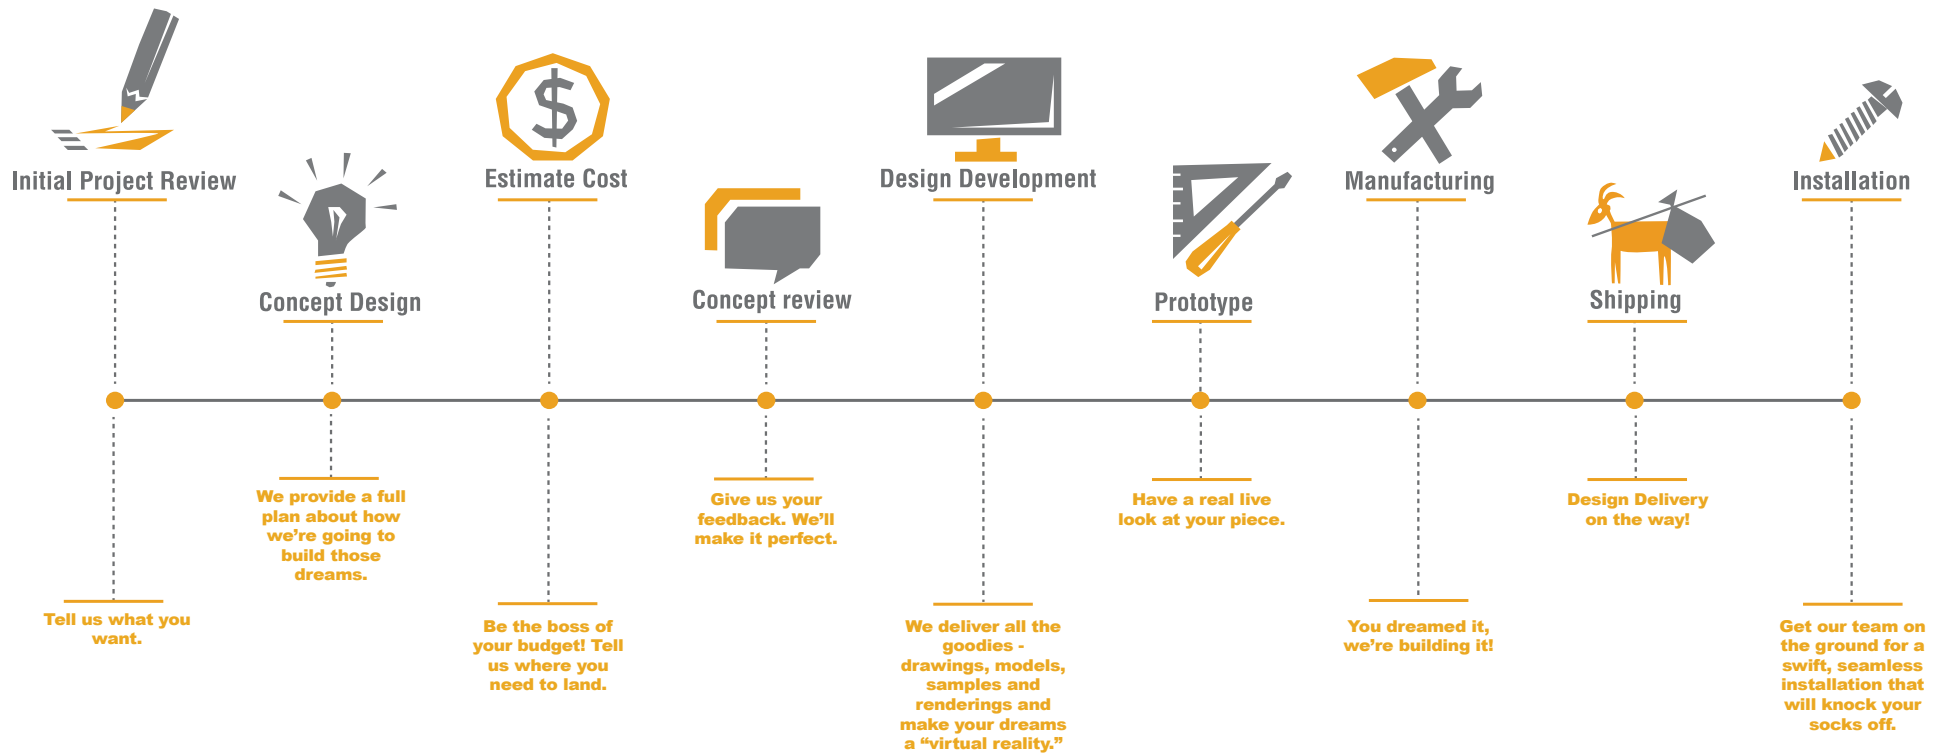 Initial Project Review
Tell us what you
want.
Concept Design
We provide a full
plan about how
we're going to
build those
dreams.
Estimate Cost
Be the boss of
your budget! Tell
us where you
need to land.
Concept review
Give us your
feedback. We'll
make it perfect.
Design Development
We deliver all the
goodies -
drawings, models,
samples and
renderings and
make your dreams
a “virtual reality.”
Prototype
Have a real live
look at your piece.
Manufacturing
You dreamed it,
we're building it!
Shipping
Design Delivery
on the way!
Installation
Get our team on
the ground for a
swift, seamless
installation that
will knock your
socks off.